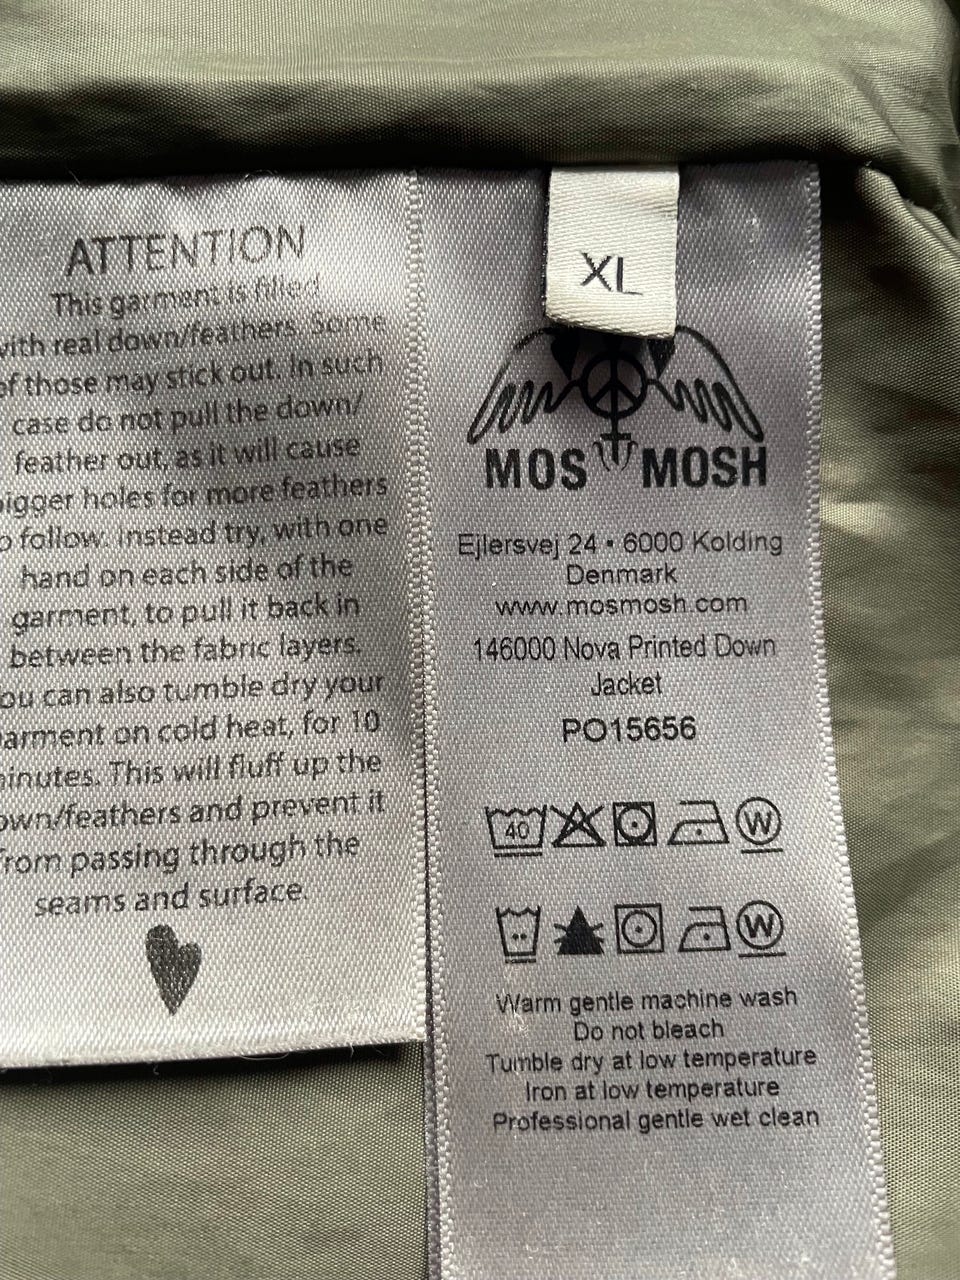 ATTENTION
This garment is filled
with real down/feathers. Some
of those may stick out. In such
case do not pull the down/
feather out, as it will cause
bigger holes for more feathers
o follow. Instead try, with one
hand on each side of the
garment, to pull it back in
between the fabric layers.
ou can also tumble dry your
arment on cold heat, for 10
inutes. This will fluff up the
own/feathers and prevent it
from passing through the
seams and surface.
XL
MOS MOSH
Ejlersvej 24 • 6000 Kolding
Denmark
www.mosmosh.com
146000 Nova Printed Down
Jacket
PO15656
40 W
W
Warm gentle machine wash
Do not bleach
Tumble dry at low temperature
Iron at low temperature
Professional gentle wet clean